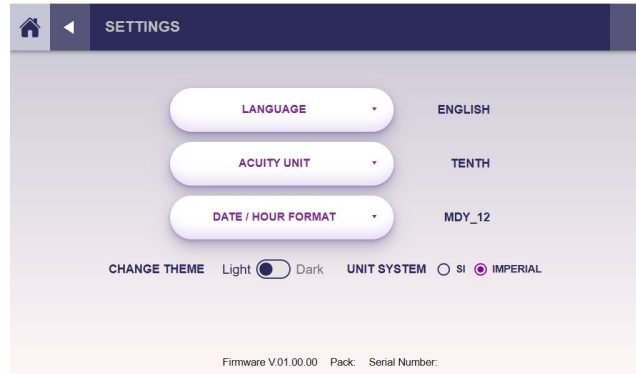 SETTINGS
LANGUAGE ENGLISH
ACUITY UNIT TENTH
DATE / HOUR FORMAT MDY_12
CHANGE THEME Light Dark UNIT SYSTEM SI IMPERIAL
Firmware V.01.00.00 Pack: Serial Number: